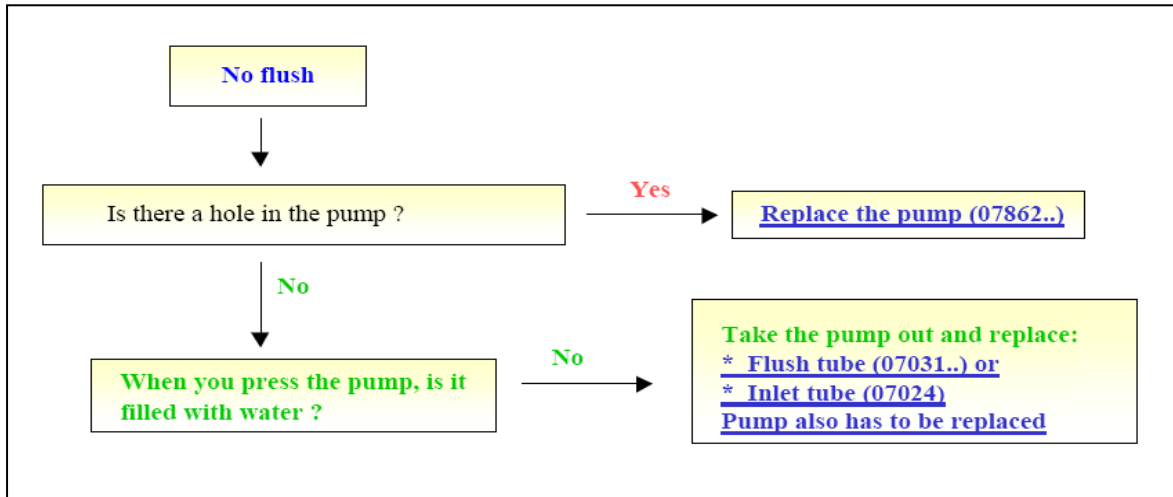 No flush
Is there a hole in the pump ?
Yes
Replace the pump (07862..)
No
When you press the pump, is it
filled with water ?
No
Take the pump out and replace:
* Flush tube (07031..) or
* Inlet tube (07024)
Pump also has to be replaced